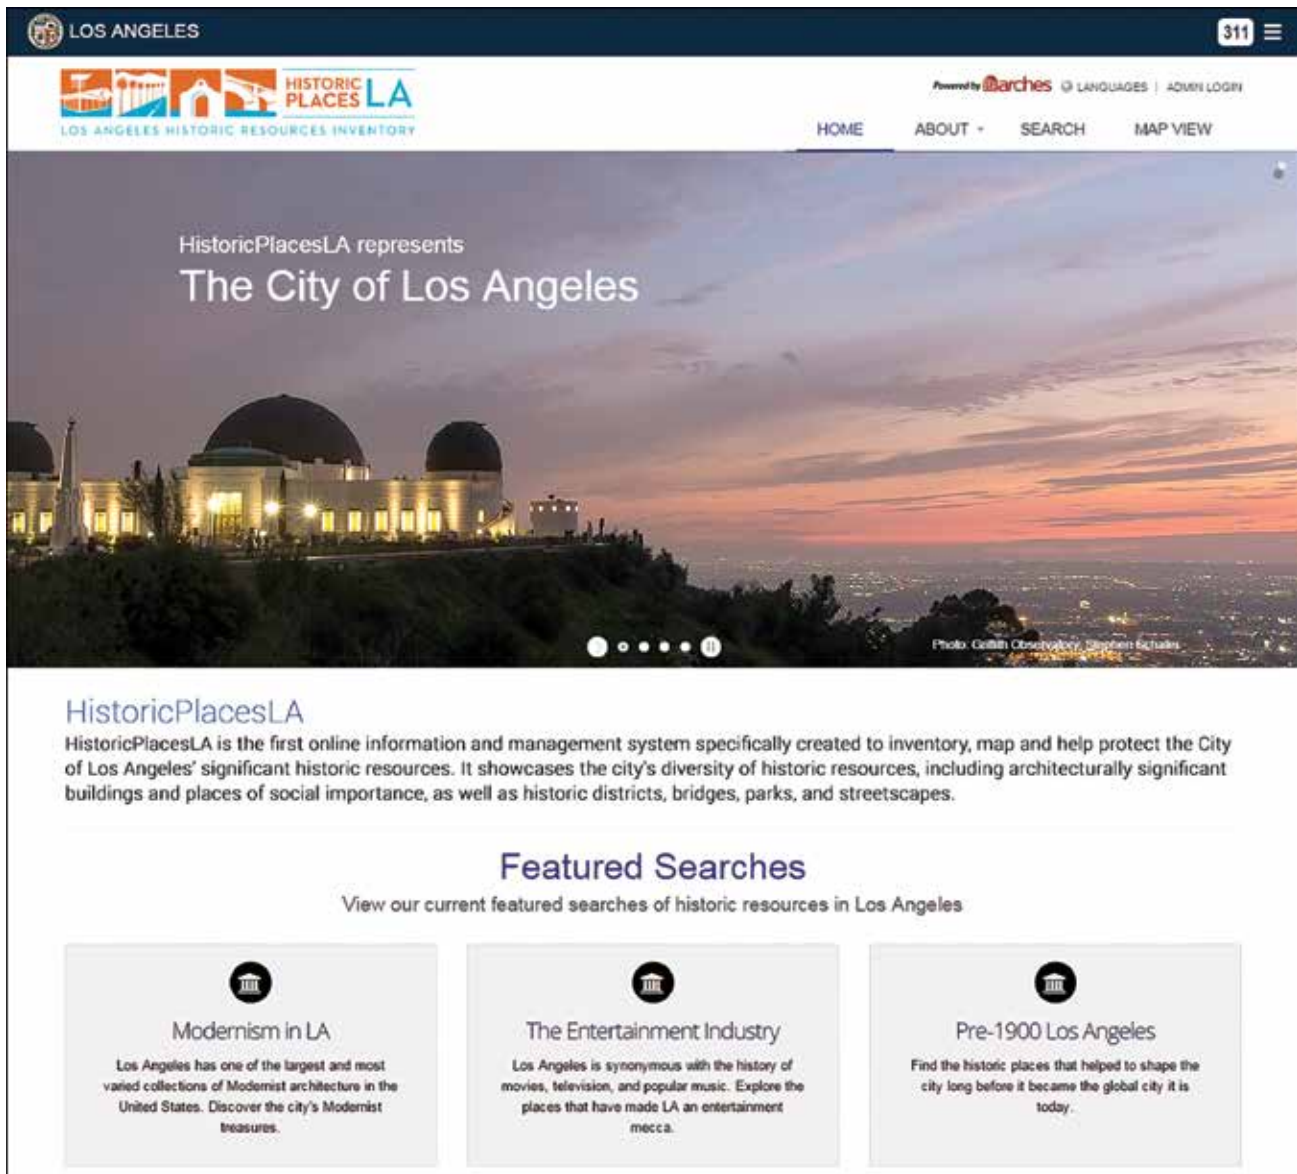 LOS ANGELES
311
HISTORIC
PLACES LA
LOS ANGELES HISTORIC RESOURCES INVENTORY
Powered by arches LANGUAGES | ADMIN LOGIN
HOME ABOUT SEARCH MAP VIEW
HistoricPlacesLA represents
The City of Los Angeles
Photo: Griffith Observatory, Stephen
HistoricPlacesLA
HistoricPlacesLA is the first online information and management system specifically created to inventory, map and help protect the City
of Los Angeles' significant historic resources. It showcases the city's diversity of historic resources, including architecturally significant
buildings and places of social importance, as well as historic districts, bridges, parks, and streetscapes.
Featured Searches
View our current featured searches of historic resources in Los Angeles
Modernism in LA
Los Angeles has one of the largest and most
varied collections of Modernist architecture in the
United States. Discover the city's Modernist
treasures.
The Entertainment Industry
Los Angeles is synonymous with the history of
movies, television, and popular music. Explore the
places that have made LA an entertainment
mecca.
Pre-1900 Los Angeles
Find the historic places that helped to shape the
city long before it became the global city it is
today.